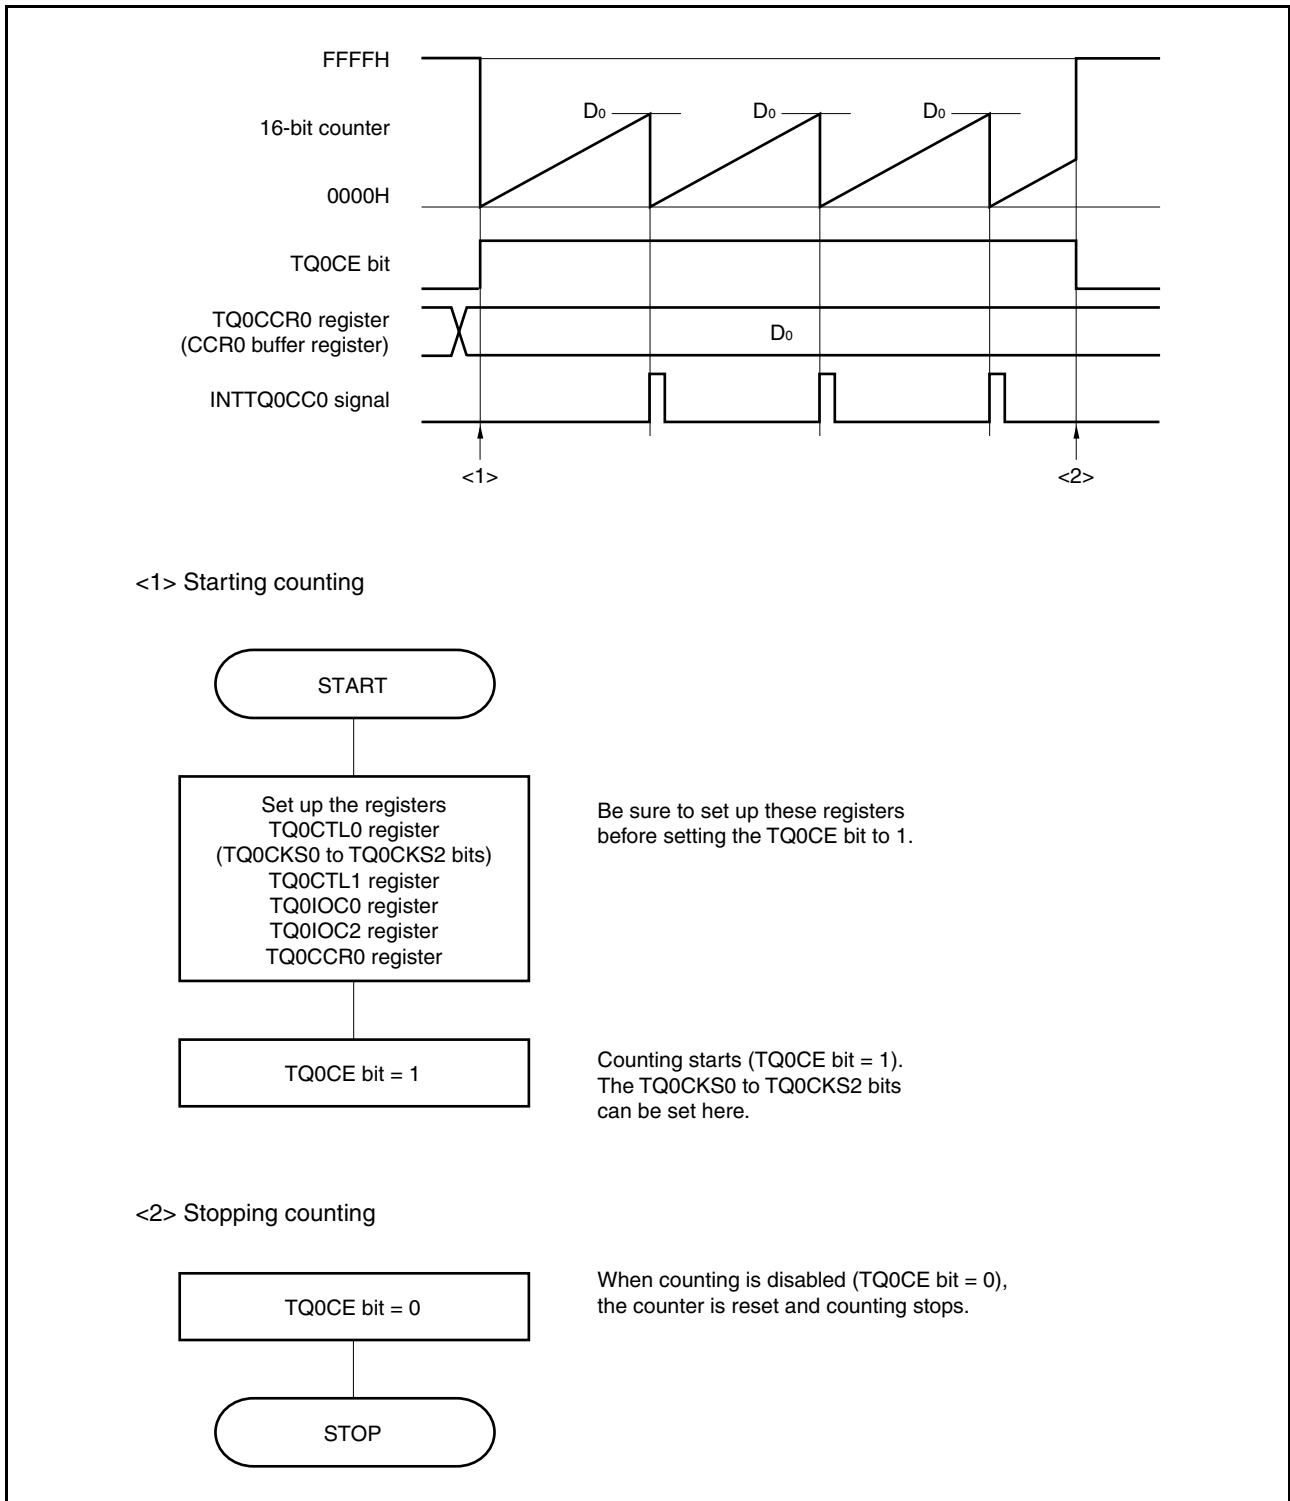 FFFFH
D0 D0 D0
16-bit counter
0000H
TQ0CE bit
TQ0CCR0 register
(CCR0 buffer register)
D0
INTTQ0CC0 signal
<1> <2>
<1> Starting counting
START
Set up the registers
TQ0CTL0 register
(TQ0CKS0 to TQ0CKS2 bits)
TQ0CTL1 register
TQ0IOC0 register
TQ0IOC2 register
TQ0CCR0 register
Be sure to set up these registers
before setting the TQ0CE bit to 1.
TQ0CE bit = 1
Counting starts (TQ0CE bit = 1).
The TQ0CKS0 to TQ0CKS2 bits
can be set here.
<2> Stopping counting
TQ0CE bit = 0
When counting is disabled (TQ0CE bit = 0),
the counter is reset and counting stops.
STOP